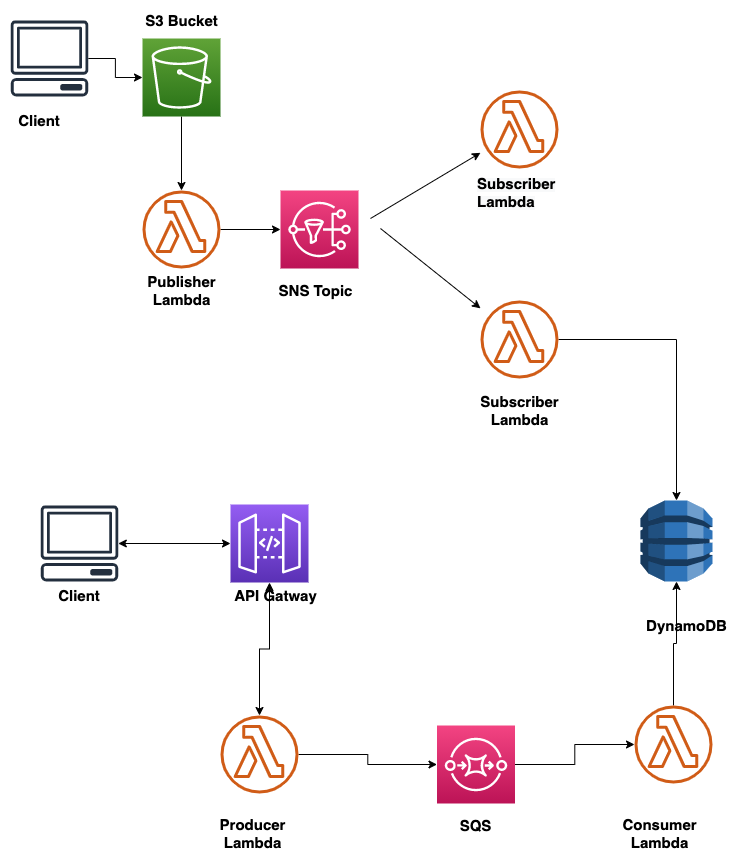 S3 Bucket
Client
Subscriber
Lambda
Publisher
Lambda
SNS Topic
Subscriber
Lambda
</>
Client
API Gatway
DynamoDB
Producer
Lambda
SQS
Consumer
Lambda